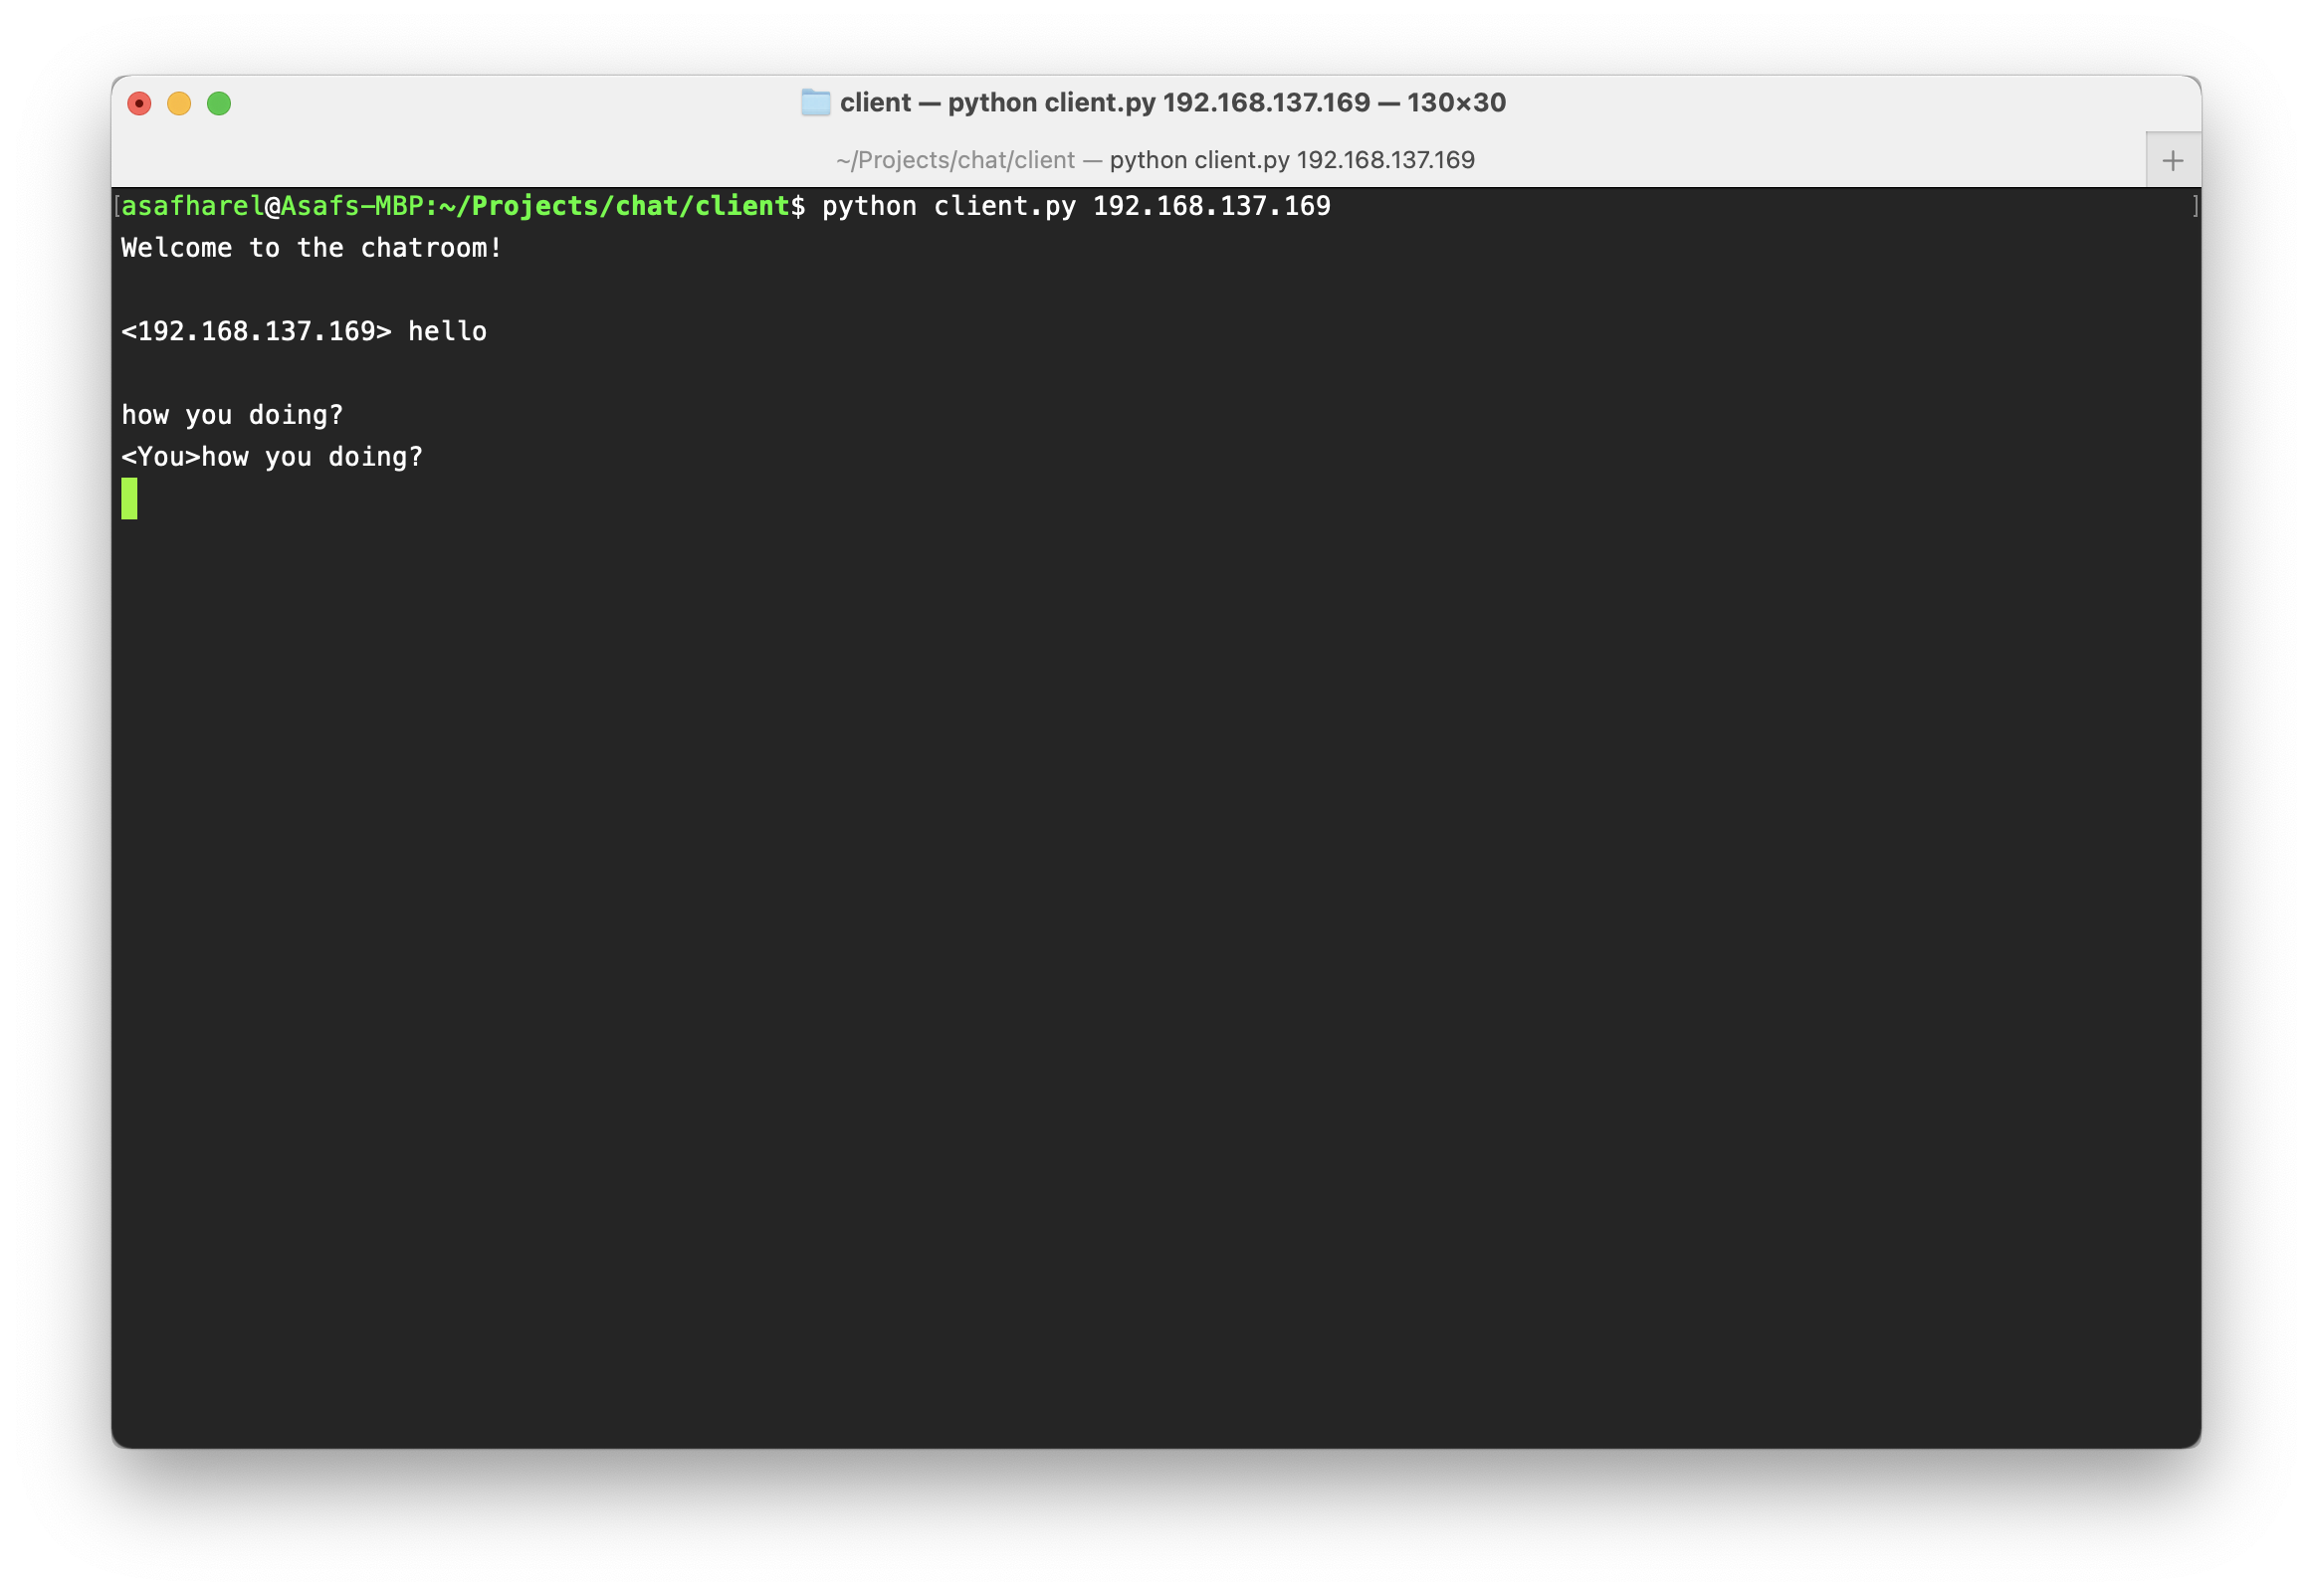 client — python client.py 192.168.137.169 — 130×30
~/Projects/chat/client — python client.py 192.168.137.169
+
[asafharel@Asafs-MBP:~/Projects/chat/client$ python client.py 192.168.137.169 ]
Welcome to the chatroom!
<192.168.137.169> hello
how you doing?
<You>how you doing?